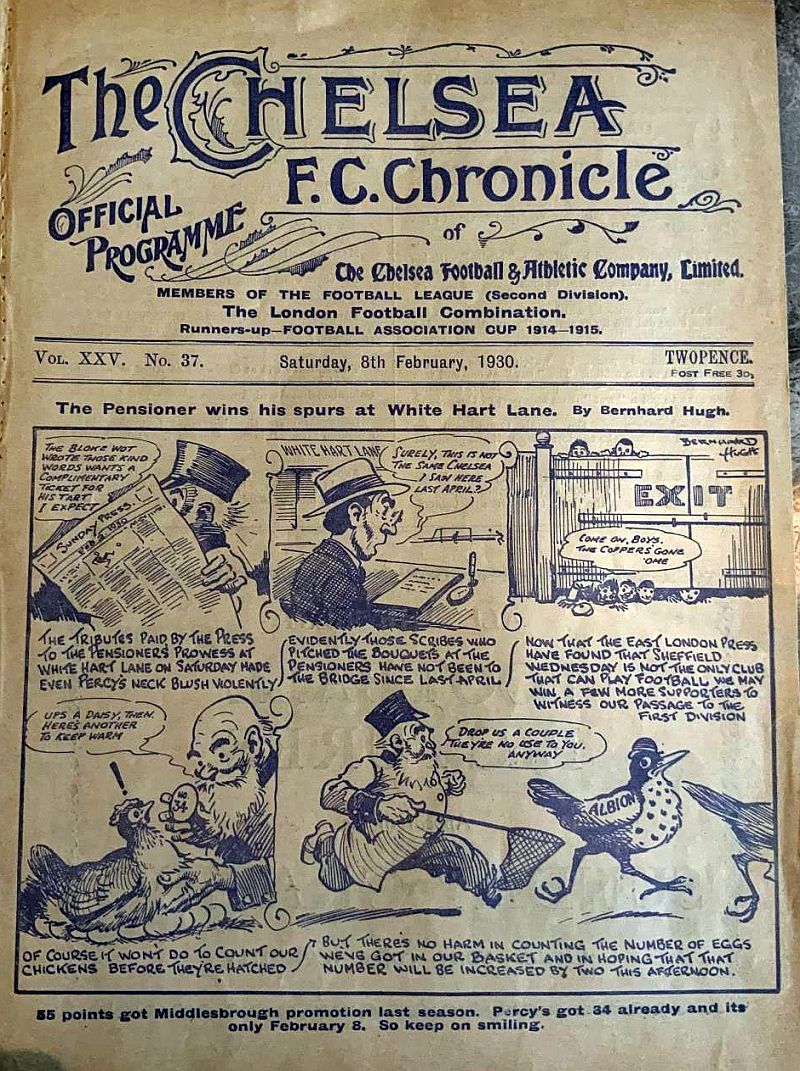 The CHELSEA
F.C. Chronicle
OFFICIAL
PROGRAMME
of
The Chelsea Football & Athletic Company, Limited.
MEMBERS OF THE FOOTBALL LEAGUE (Second Division).
The London Football Combination.
Runners-up—FOOTBALL ASSOCIATION CUP 1914—1915.
VOL. XXV. No. 37.
Saturday, 8th February, 1930.
TWOPENCE.
POST FREE 3D.
The Pensioner wins his spurs at White Hart Lane. By Bernhard Hugh.
THE BLOKE WOT
WROTE THOSE KIND
WORDS WANTS A
COMPLIMENTARY
TICKET FOR
HIS TART
I EXPECT
SUNDAY PRESS
FEB 2 1930
WHITE HART LANE
SURELY, THIS IS NOT
THE SAME CHELSEA
I SAW HERE
LAST APRIL?
BERNHARD
HUGH
EXIT
COME ON, BOYS.
THE COPPERS GONE
'OME
THE TRIBUTES PAID BY THE PRESS
TO THE PENSIONERS PROWESS AT
WHITE HART LANE ON SATURDAY MADE
EVEN PERCY'S NECK BLUSH VIOLENTLY
EVIDENTLY THOSE SCRIBES WHO
PITCHED THE BOUQUETS AT THE
PENSIONERS HAVE NOT BEEN TO
THE BRIDGE SINCE LAST APRIL
NOW THAT THE EAST LONDON PRESS
HAVE FOUND THAT SHEFFIELD
WEDNESDAY IS NOT THE ONLY CLUB
THAT CAN PLAY FOOTBALL WE MAY
WIN A FEW MORE SUPPORTERS TO
WITNESS OUR PASSAGE TO THE
FIRST DIVISION
UPS A DAISY, THEN.
HERE'S ANOTHER
TO KEEP WARM
!
34
DROP US A COUPLE
THEY'RE NO USE TO YOU.
ANYWAY
ALBION
OF COURSE IT WON'T DO TO COUNT OUR
CHICKENS BEFORE THEY'RE HATCHED
BUT THERE'S NO HARM IN COUNTING THE NUMBER OF EGGS
WE'VE GOT IN OUR BASKET AND IN HOPING THAT THAT
NUMBER WILL BE INCREASED BY TWO THIS AFTERNOON.
55 points got Middlesbrough promotion last season. Percy's got 34 already and its
only February 8. So keep on smiling.